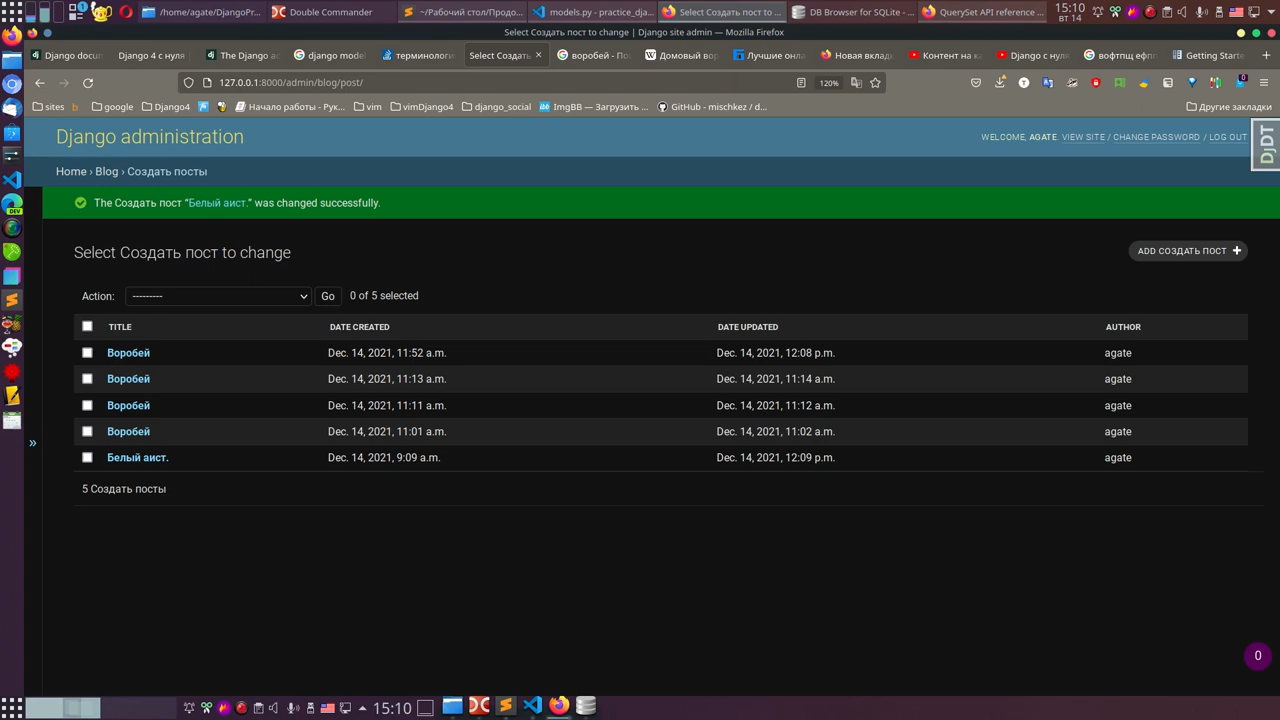 /home/agate/DjangoPr...
Double Commander
~/Рабочий стол/Продо...
models.py - practice_dja...
Select Создать пост to ...
DB Browser for SQLite - ...
QuerySet API reference ...
15:10
ВТ 14
Select Создать пост to change | Django site admin — Mozilla Firefox
Django docum
Django 4 с нуля
The Django ad
django model
терминологи
Select Создать
воробей - По
Домовый вор
Лучшие онла
Новая вкладк
Контент на ка
Django с нуля
вофтпщ ефпп
Getting Starte
127.0.0.1:8000/admin/blog/post/
120%
0
sites
b
google
Django4
Начало работы - Рук...
vim
vimDjango4
django_social
ImgBB — Загрузить ...
GitHub - mischkez / d...
Другие закладки
Django administration
WELCOME, AGATE. VIEW SITE / CHANGE PASSWORD / LOG OUT
DjDT
Home › Blog › Создать посты
DEV
The Создать пост “Белый аист.” was changed successfully.
Select Создать пост to change
ADD СОЗДАТЬ ПОСТ +
Action: --------- Go 0 of 5 selected
TITLE DATE CREATED DATE UPDATED AUTHOR
Воробей Dec. 14, 2021, 11:52 a.m. Dec. 14, 2021, 12:08 p.m. agate
Воробей Dec. 14, 2021, 11:13 a.m. Dec. 14, 2021, 11:14 a.m. agate
Воробей Dec. 14, 2021, 11:11 a.m. Dec. 14, 2021, 11:12 a.m. agate
Воробей Dec. 14, 2021, 11:01 a.m. Dec. 14, 2021, 11:02 a.m. agate
»
Белый аист. Dec. 14, 2021, 9:09 a.m. Dec. 14, 2021, 12:09 p.m. agate
5 Создать посты
0
15:10